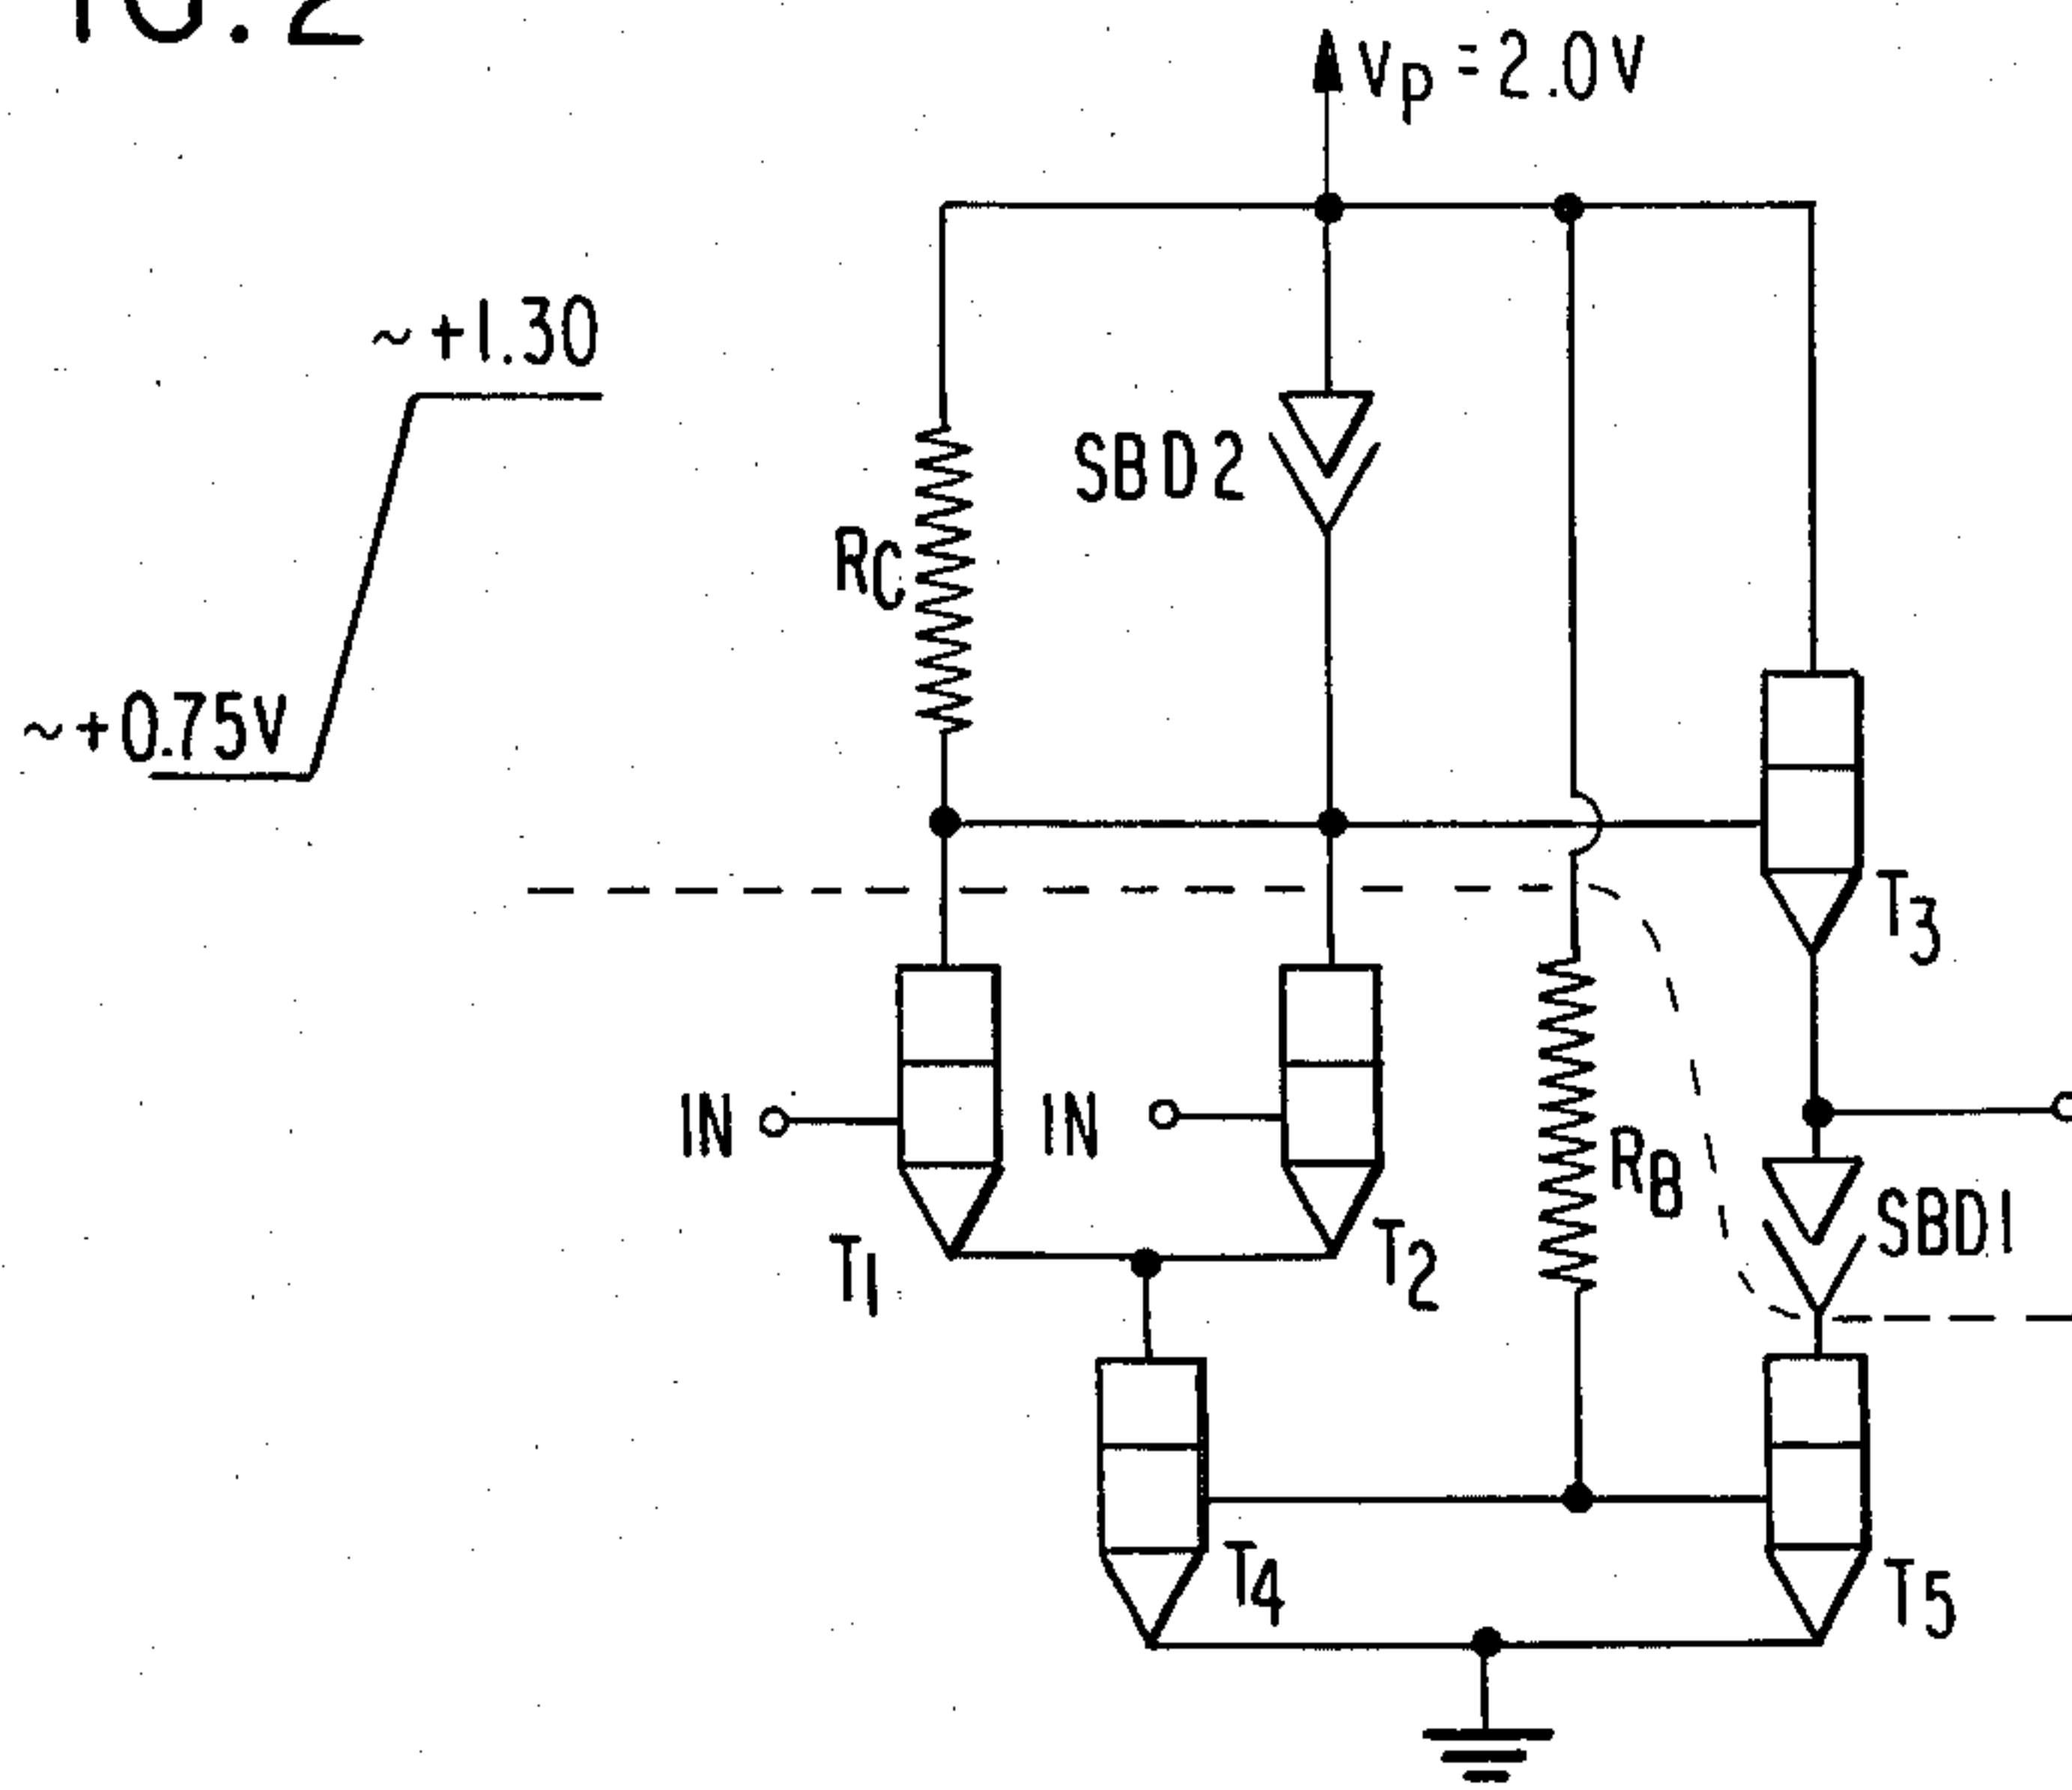 IG. 2
Vp = 2.0V
~+1.30
SBD2
RC
~+0.75V
T3
IN
IN
RB
SBD1
T1
T2
T4
T5